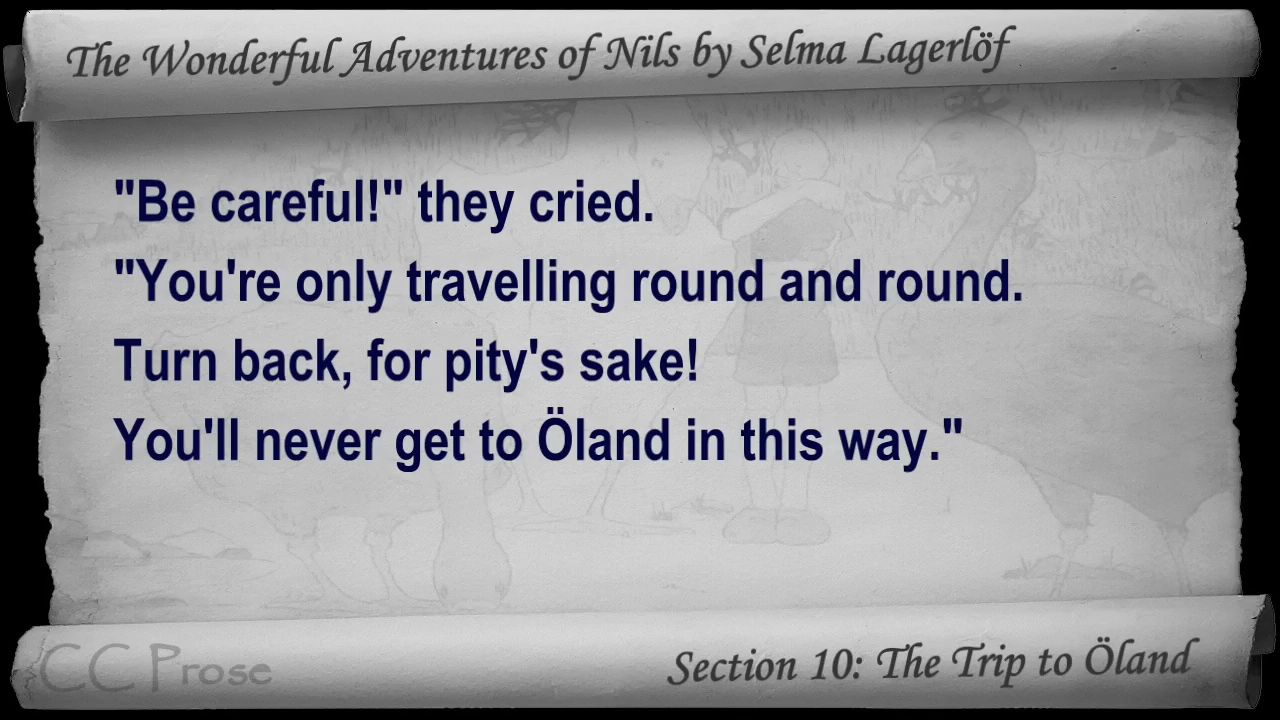 The Wonderful Adventures of Nils by Selma Lagerlöf
"Be careful!" they cried.
"You're only travelling round and round.
Turn back, for pity's sake!
You'll never get to Öland in this way."
CC Prose
Section 10: The Trip to Öland